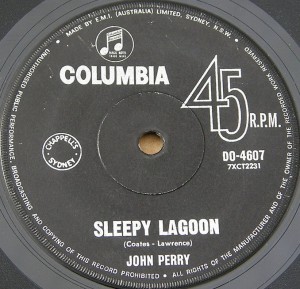 MADE BY E.M.I. (AUSTRALIA) LIMITED, SYDNEY, N.S.W.
COLUMBIA
45
R.P.M.
CHAPPELL'S
SYDNEY
DO-4607
7XCT2231
SLEEPY LAGOON
(Coates - Lawrence)
JOHN PERRY
UNAUTHORISED PUBLIC PERFORMANCE, BROADCASTING AND COPYING OF THIS RECORD PROHIBITED • ALL RIGHTS OF THE MANUFACTURER AND OF THE OWNER OF THE RECORDED WORK RESERVED